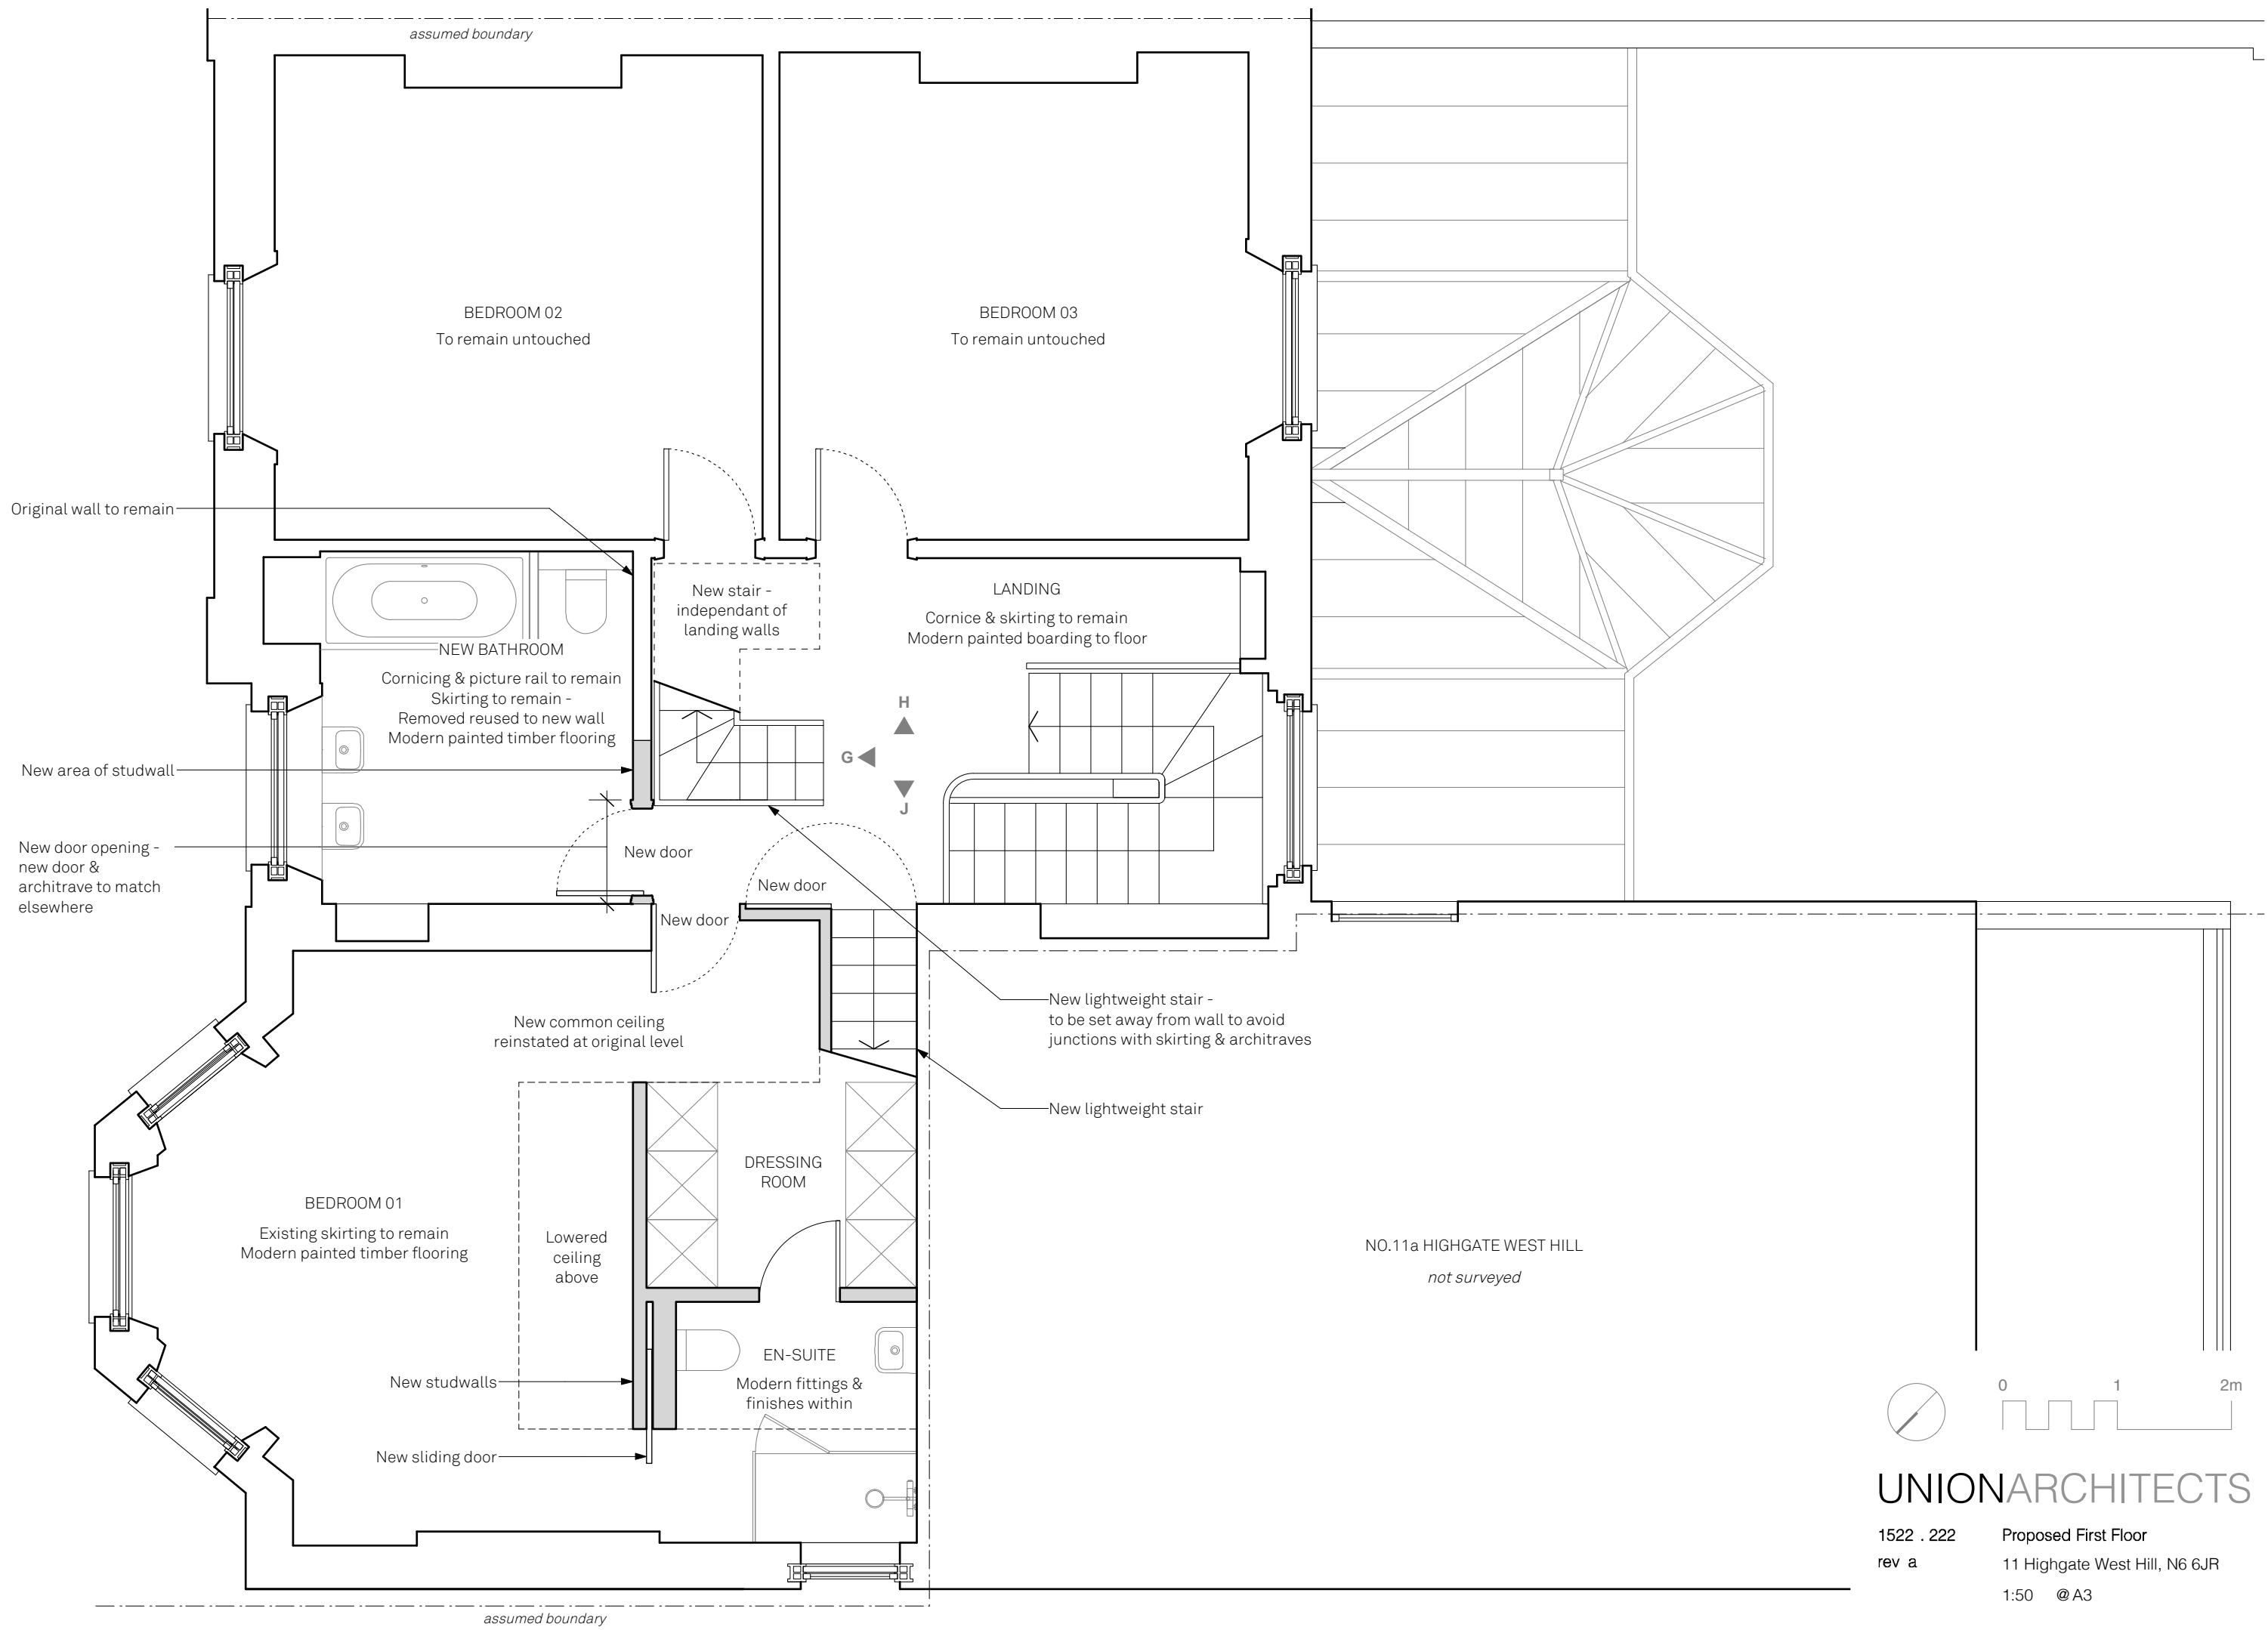 assumed boundary
BEDROOM 02
To remain untouched
BEDROOM 03
To remain untouched
Original wall to remain
New stair -
independant of
landing walls
LANDING
Cornice & skirting to remain
Modern painted boarding to floor
NEW BATHROOM
Cornicing & picture rail to remain
Skirting to remain -
Removed reused to new wall
Modern painted timber flooring
H
G
J
New area of studwall
New door opening -
new door &
architrave to match
elsewhere
New door
New door
New door
New common ceiling
reinstated at original level
New lightweight stair -
to be set away from wall to avoid
junctions with skirting & architraves
New lightweight stair
DRESSING
ROOM
BEDROOM 01
Existing skirting to remain
Modern painted timber flooring
Lowered
ceiling
above
NO.11a HIGHGATE WEST HILL
not surveyed
EN-SUITE
Modern fittings &
finishes within
New studwalls
New sliding door
assumed boundary
0 1 2m
UNIONARCHITECTS
1522 . 222 Proposed First Floor
rev a 11 Highgate West Hill, N6 6JR
1:50 @ A3